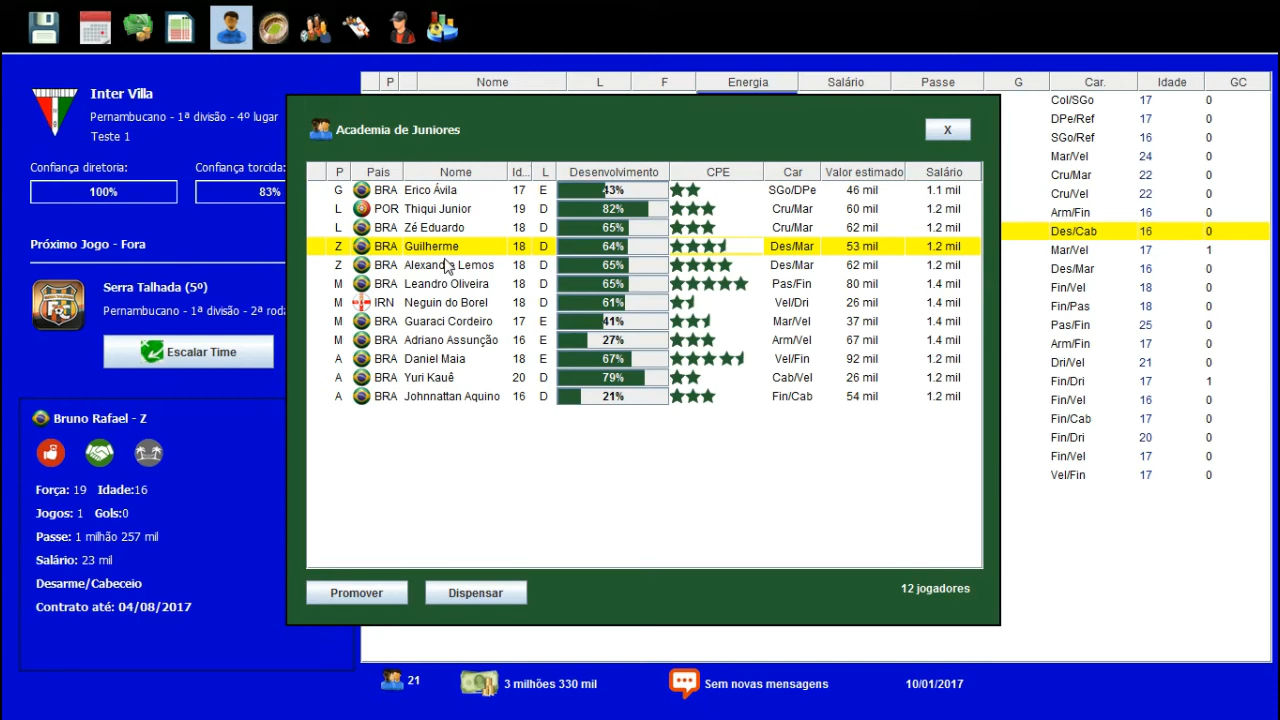 P Nome L F Energia Salário Passe G Car. Idade GC
Inter Villa
Pernambucano - 1ª divisão - 4º lugar
Teste 1
Confiança diretoria: Confiança torcida:
100% 83%
Próximo Jogo - Fora
Serra Talhada (5º)
Pernambucano - 1ª divisão - 2ª roda
Escalar Time
Bruno Rafael - Z
Força: 19 Idade:16
Jogos: 1 Gols:0
Passe: 1 milhão 257 mil
Salário: 23 mil
Desarme/Cabeceio
Contrato até: 04/08/2017
Academia de Juniores
X
P Pais Nome Id... L Desenvolvimento CPE Car Valor estimado Salário
G BRA Erico Ávila 17 E 43% SGo/DPe 46 mil 1.1 mil
L POR Thiqui Junior 19 D 82% Cru/Mar 60 mil 1.2 mil
L BRA Zé Eduardo 18 D 65% Cru/Mar 62 mil 1.2 mil
Z BRA Guilherme 18 D 64% Des/Mar 53 mil 1.2 mil
Z BRA Alexandre Lemos 18 D 65% Des/Mar 62 mil 1.2 mil
M BRA Leandro Oliveira 18 D 65% Pas/Fin 80 mil 1.4 mil
M IRN Neguin do Borel 18 D 61% Vel/Dri 26 mil 1.4 mil
M BRA Guaraci Cordeiro 17 E 41% Mar/Vel 37 mil 1.4 mil
M BRA Adriano Assunção 16 E 27% Arm/Vel 67 mil 1.4 mil
A BRA Daniel Maia 18 E 67% Vel/Fin 92 mil 1.2 mil
A BRA Yuri Kauê 20 D 79% Cab/Vel 26 mil 1.2 mil
A BRA Johnnattan Aquino 16 D 21% Fin/Cab 54 mil 1.2 mil
Promover Dispensar 12 jogadores
Col/SGo 17 0
DPe/Ref 17 0
SGo/Ref 16 0
Mar/Vel 24 0
Cru/Mar 22 0
Cru/Vel 22 0
Arm/Fin 16 0
Des/Cab 16 0
Mar/Vel 17 1
Des/Mar 16 0
Fin/Vel 18 0
Fin/Pas 18 0
Pas/Fin 25 0
Arm/Fin 17 0
Dri/Vel 21 0
Fin/Dri 17 1
Fin/Vel 16 0
Fin/Cab 17 0
Fin/Dri 20 0
Fin/Vel 17 0
Vel/Fin 17 0
21 3 milhões 330 mil Sem novas mensagens 10/01/2017